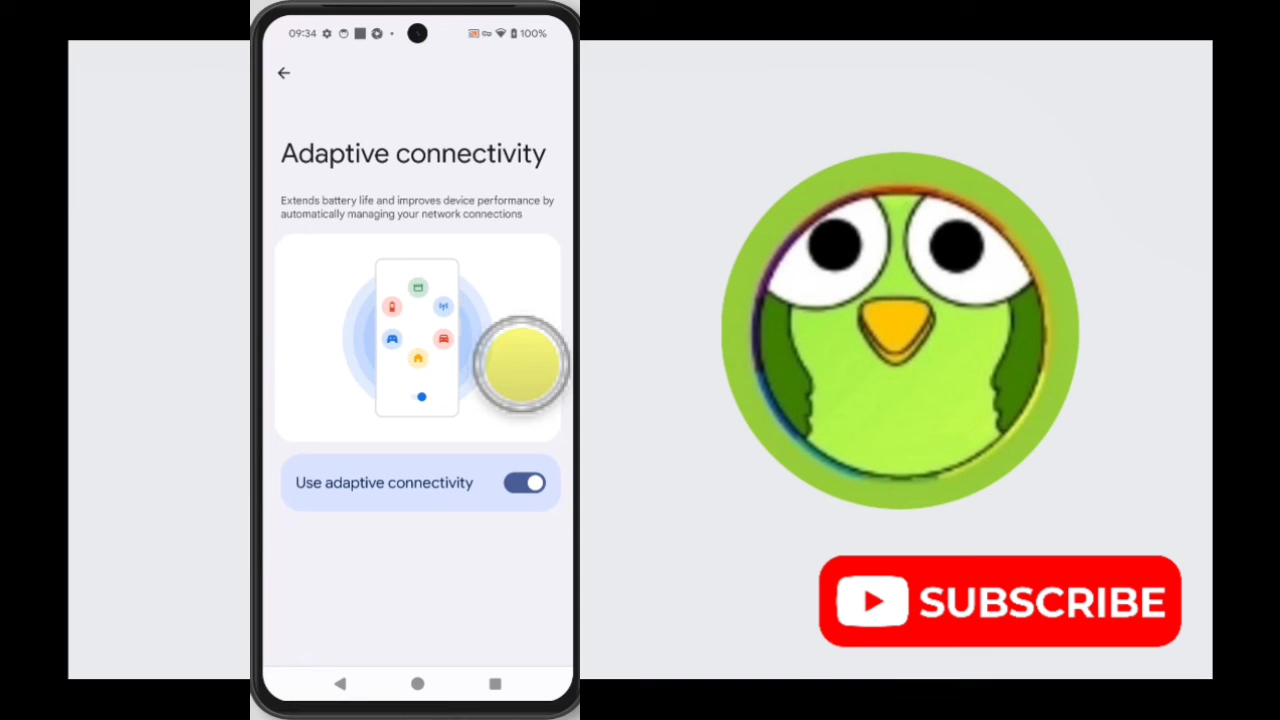 09:34
100%
Adaptive connectivity
Extends battery life and improves device performance by
automatically managing your network connections
Use adaptive connectivity
SUBSCRIBE